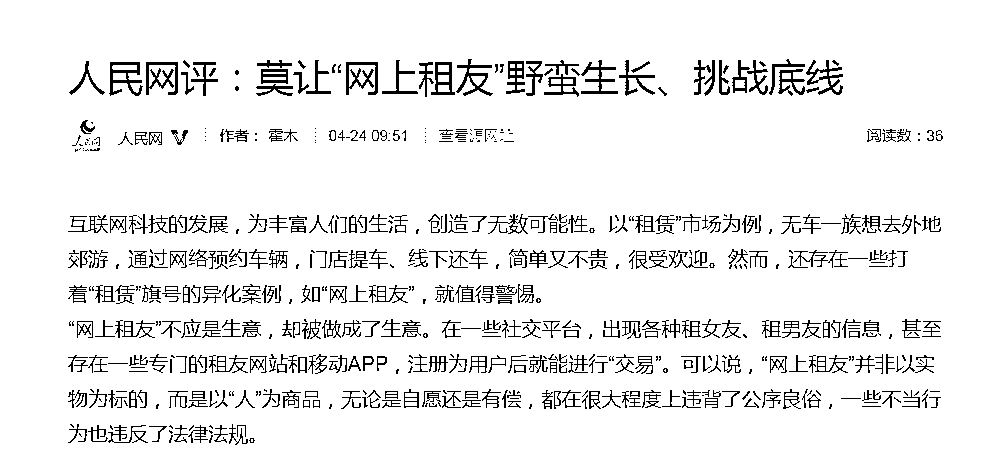 人民网评：莫让“网上租友”野蛮生长、挑战底线
人民网 人民网 作者： 霍木 04-24 09:51 查看源网址 阅读数：36
互联网科技的发展，为丰富人们的生活，创造了无数可能性。以“租赁”市场为例，无车一族想去外地
郊游，通过网络预约车辆，门店提车、线下还车，简单又不贵，很受欢迎。然而，还存在一些打
着“租赁”旗号的异化案例，如“网上租友”，就值得警惕。
“网上租友”不应是生意，却被做成了生意。在一些社交平台，出现各种租女友、租男友的信息，甚至
存在一些专门的租友网站和移动APP，注册为用户后就能进行“交易”。可以说，“网上租友”并非以实
物为标的，而是以“人”为商品，无论是自愿还是有偿，都在很大程度上违背了公序良俗，一些不当行
为也违反了法律法规。